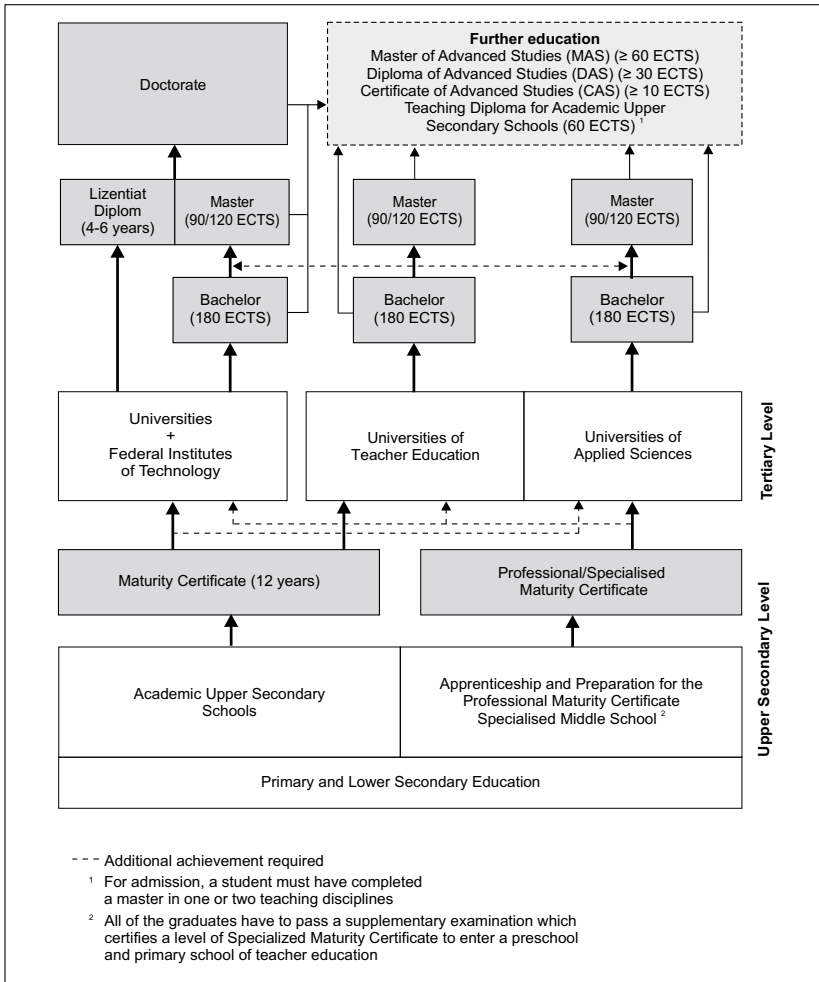 Doctorate
Further education
Master of Advanced Studies (MAS) (≥ 60 ECTS)
Diploma of Advanced Studies (DAS) (≥ 30 ECTS)
Certificate of Advanced Studies (CAS) (≥ 10 ECTS)
Teaching Diploma for Academic Upper
Secondary Schools (60 ECTS) ¹
Lizentiat
Diplom
(4-6 years)
Master
(90/120 ECTS)
Master
(90/120 ECTS)
Master
(90/120 ECTS)
Bachelor
(180 ECTS)
Bachelor
(180 ECTS)
Bachelor
(180 ECTS)
Universities
+
Federal Institutes
of Technology
Universities of
Teacher Education
Universities of
Applied Sciences
Tertiary Level
Maturity Certificate (12 years)
Professional/Specialised
Maturity Certificate
Academic Upper Secondary
Schools
Apprenticeship and Preparation for the
Professional Maturity Certificate
Specialised Middle School ²
Upper Secondary Level
Primary and Lower Secondary Education
--- Additional achievement required
¹ For admission, a student must have completed
a master in one or two teaching disciplines
² All of the graduates have to pass a supplementary examination which
certifies a level of Specialized Maturity Certificate to enter a preschool
and primary school of teacher education